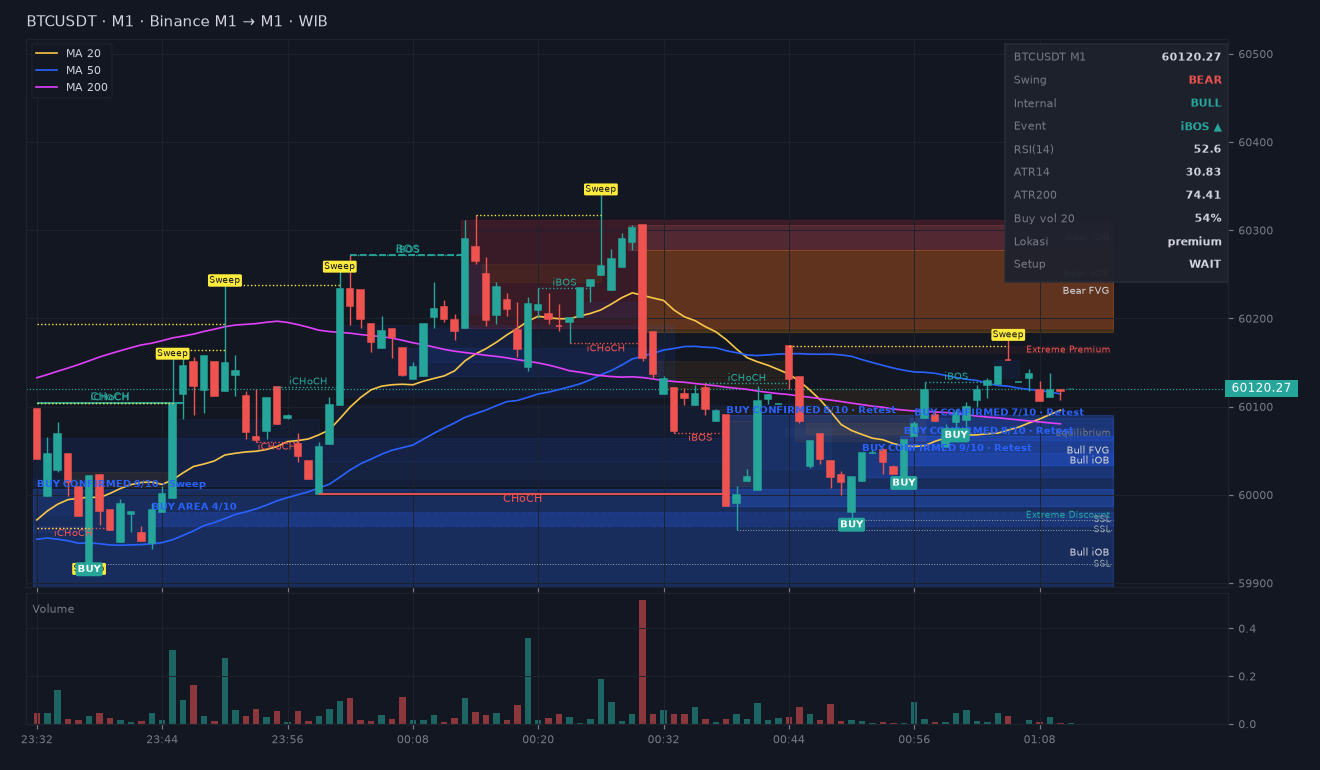 BTCUSDT · M1 · Binance M1 → M1 · WIB
MA 20
MA 50
MA 200
BTCUSDT M1 60120.27
Swing BEAR
Internal BULL
Event iBOS ▲
RSI(14) 52.6
ATR14 30.83
ATR200 74.41
Buy vol 20 54%
Lokasi premium
Setup WAIT
60500
60400
60300
60200
60100
60000
59900
60120.27
Sweep
Sweep
Sweep
Sweep
Sweep
iBOS
iBOS
iCHoCH
Bear FVG
Extreme Premium
iCHoCH
iCHoCH
iBOS
CHoCH
BUY CONFIRMED 8/10 · Retest
BUY CONFIRMED 7/10 · Retest
BUY CONFIRMED 9/10 · Retest
Equilibrium
BUY
iCHoCH
iBOS
Bull FVG
Bull iOB
BUY
BUY AREA 4/10
CHoCH
Extreme Discount
SSL
BUY
SSL
iCHoCH
Bull iOB
SSL
BUY
Volume
0.4
0.2
0.0
23:32
23:44
23:56
00:08
00:20
00:32
00:44
00:56
01:08